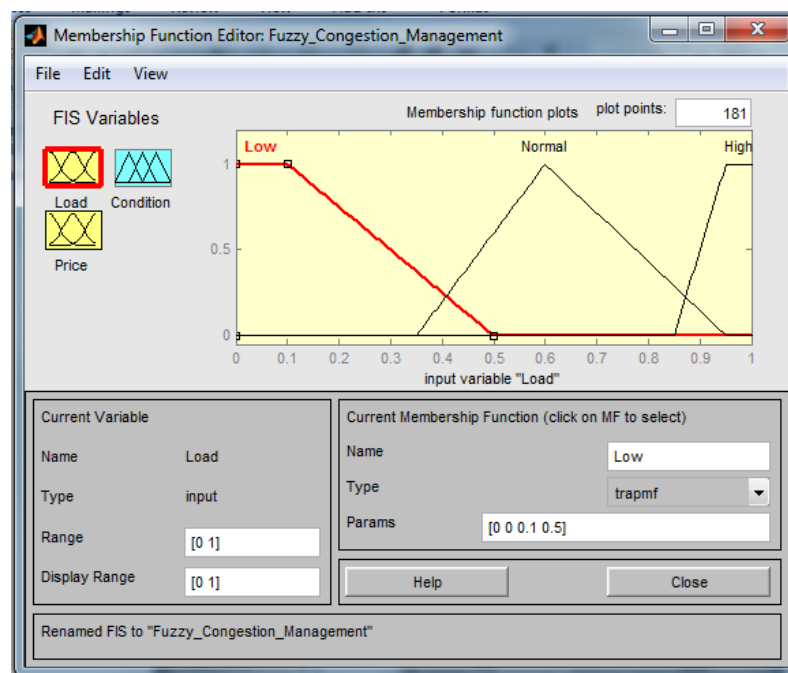 Membership Function Editor: Fuzzy_Congestion_Management
File Edit View
FIS Variables
Load
Condition
Price
Membership function plots plot points: 181
Low Normal High
1
0.5
0
0 0.1 0.2 0.3 0.4 0.5 0.6 0.7 0.8 0.9 1
input variable "Load"
Current Variable
Name Load
Type input
Range [0 1]
Display Range [0 1]
Current Membership Function (click on MF to select)
Name Low
Type trapmf
Params [0 0 0.1 0.5]
Help Close
Renamed FIS to "Fuzzy_Congestion_Management"